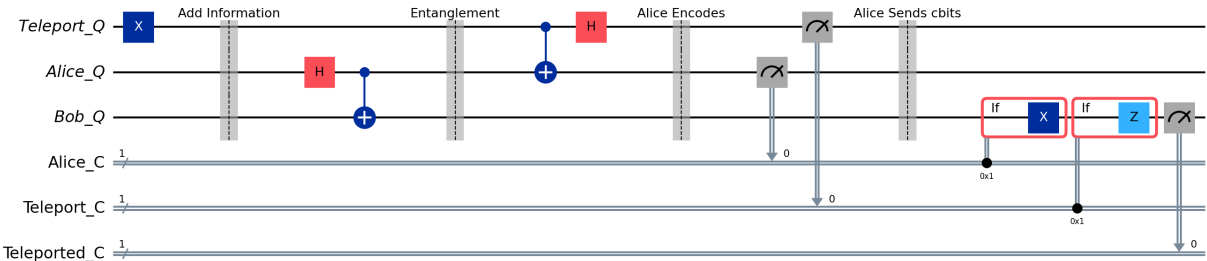 Add Information Entanglement Alice Encodes Alice Sends cbits
Teleport_Q X H
Alice_Q H
Bob_Q If X If Z
Alice_C 1 0 0x1
Teleport_C 1 0 0x1
Teleported_C 1 0